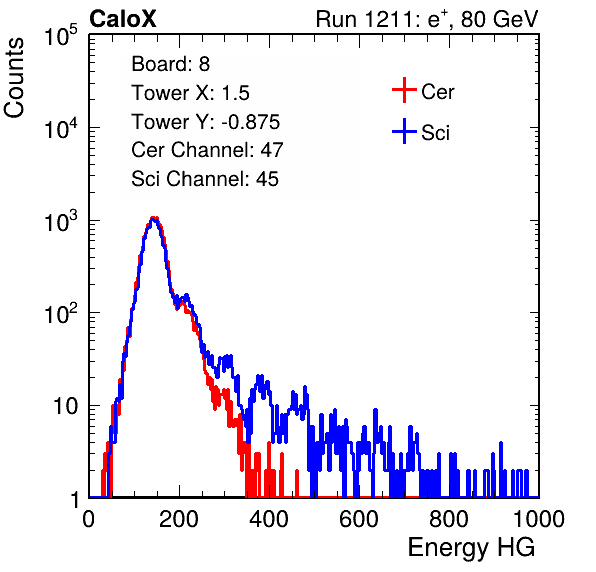 CaloX Run 1211: e⁺, 80 GeV
Counts
10⁵
10⁴
10³
10²
10
1
Board: 8
Tower X: 1.5
Tower Y: -0.875
Cer Channel: 47
Sci Channel: 45
Cer
Sci
0 200 400 600 800 1000
Energy HG